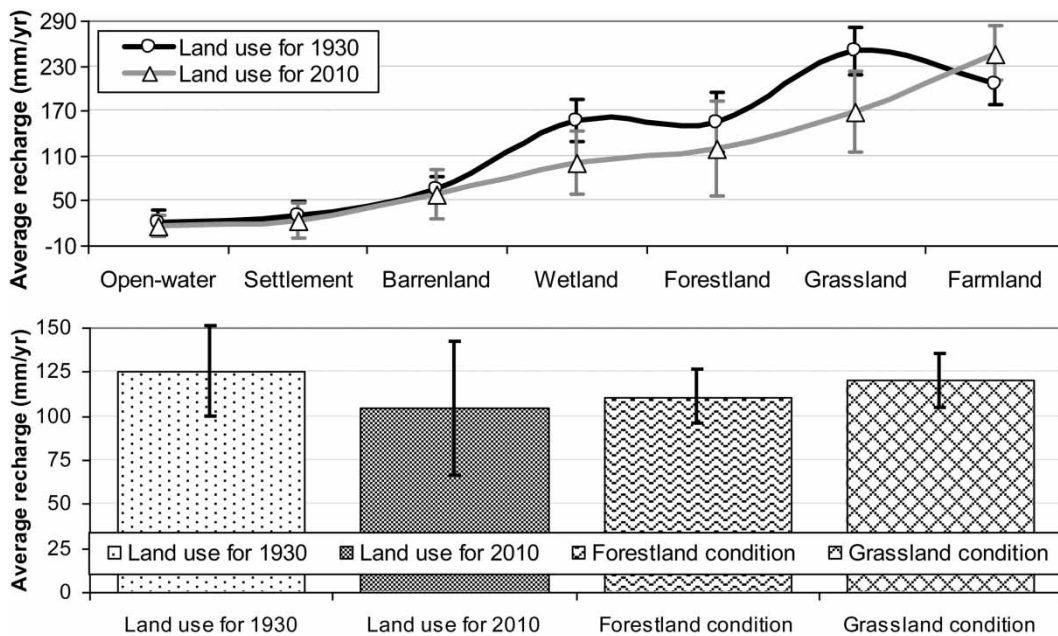 Average recharge (mm/yr)
290
230
170
110
50
-10
Land use for 1930
Land use for 2010
Open-water Settlement Barrenland Wetland Forestland Grassland Farmland
Average recharge (mm/yr)
150
125
100
75
50
25
0
Land use for 1930 Land use for 2010 Forestland condition Grassland condition
Land use for 1930 Land use for 2010 Forestland condition Grassland condition